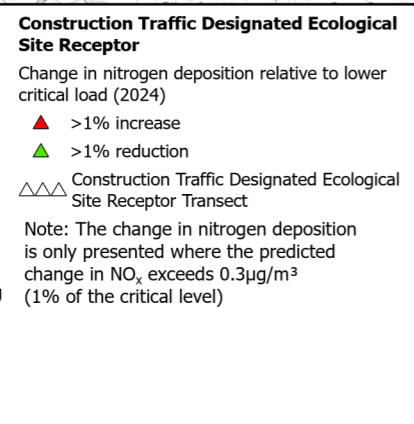 Construction Traffic Designated Ecological
Site Receptor
Change in nitrogen deposition relative to lower
critical load (2024)
>1% increase
>1% reduction
Construction Traffic Designated Ecological
Site Receptor Transect
Note: The change in nitrogen deposition
is only presented where the predicted
change in NOₓ exceeds 0.3µg/m³
(1% of the critical level)